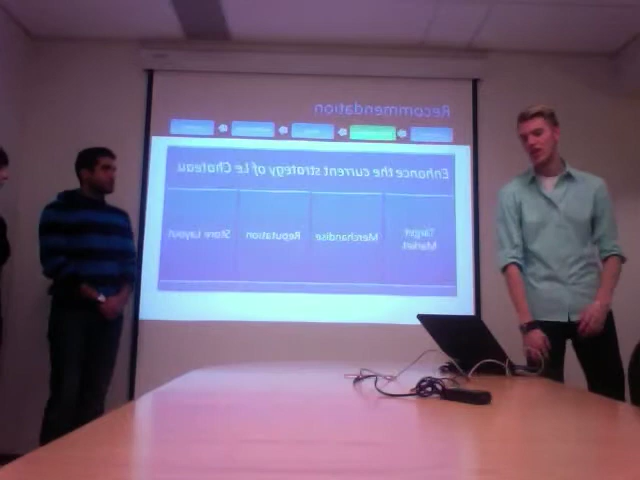 Recommendation
Enhance the current strategy of Le Chateau
Target
Market
Merchandise
Reputation
Store Layout